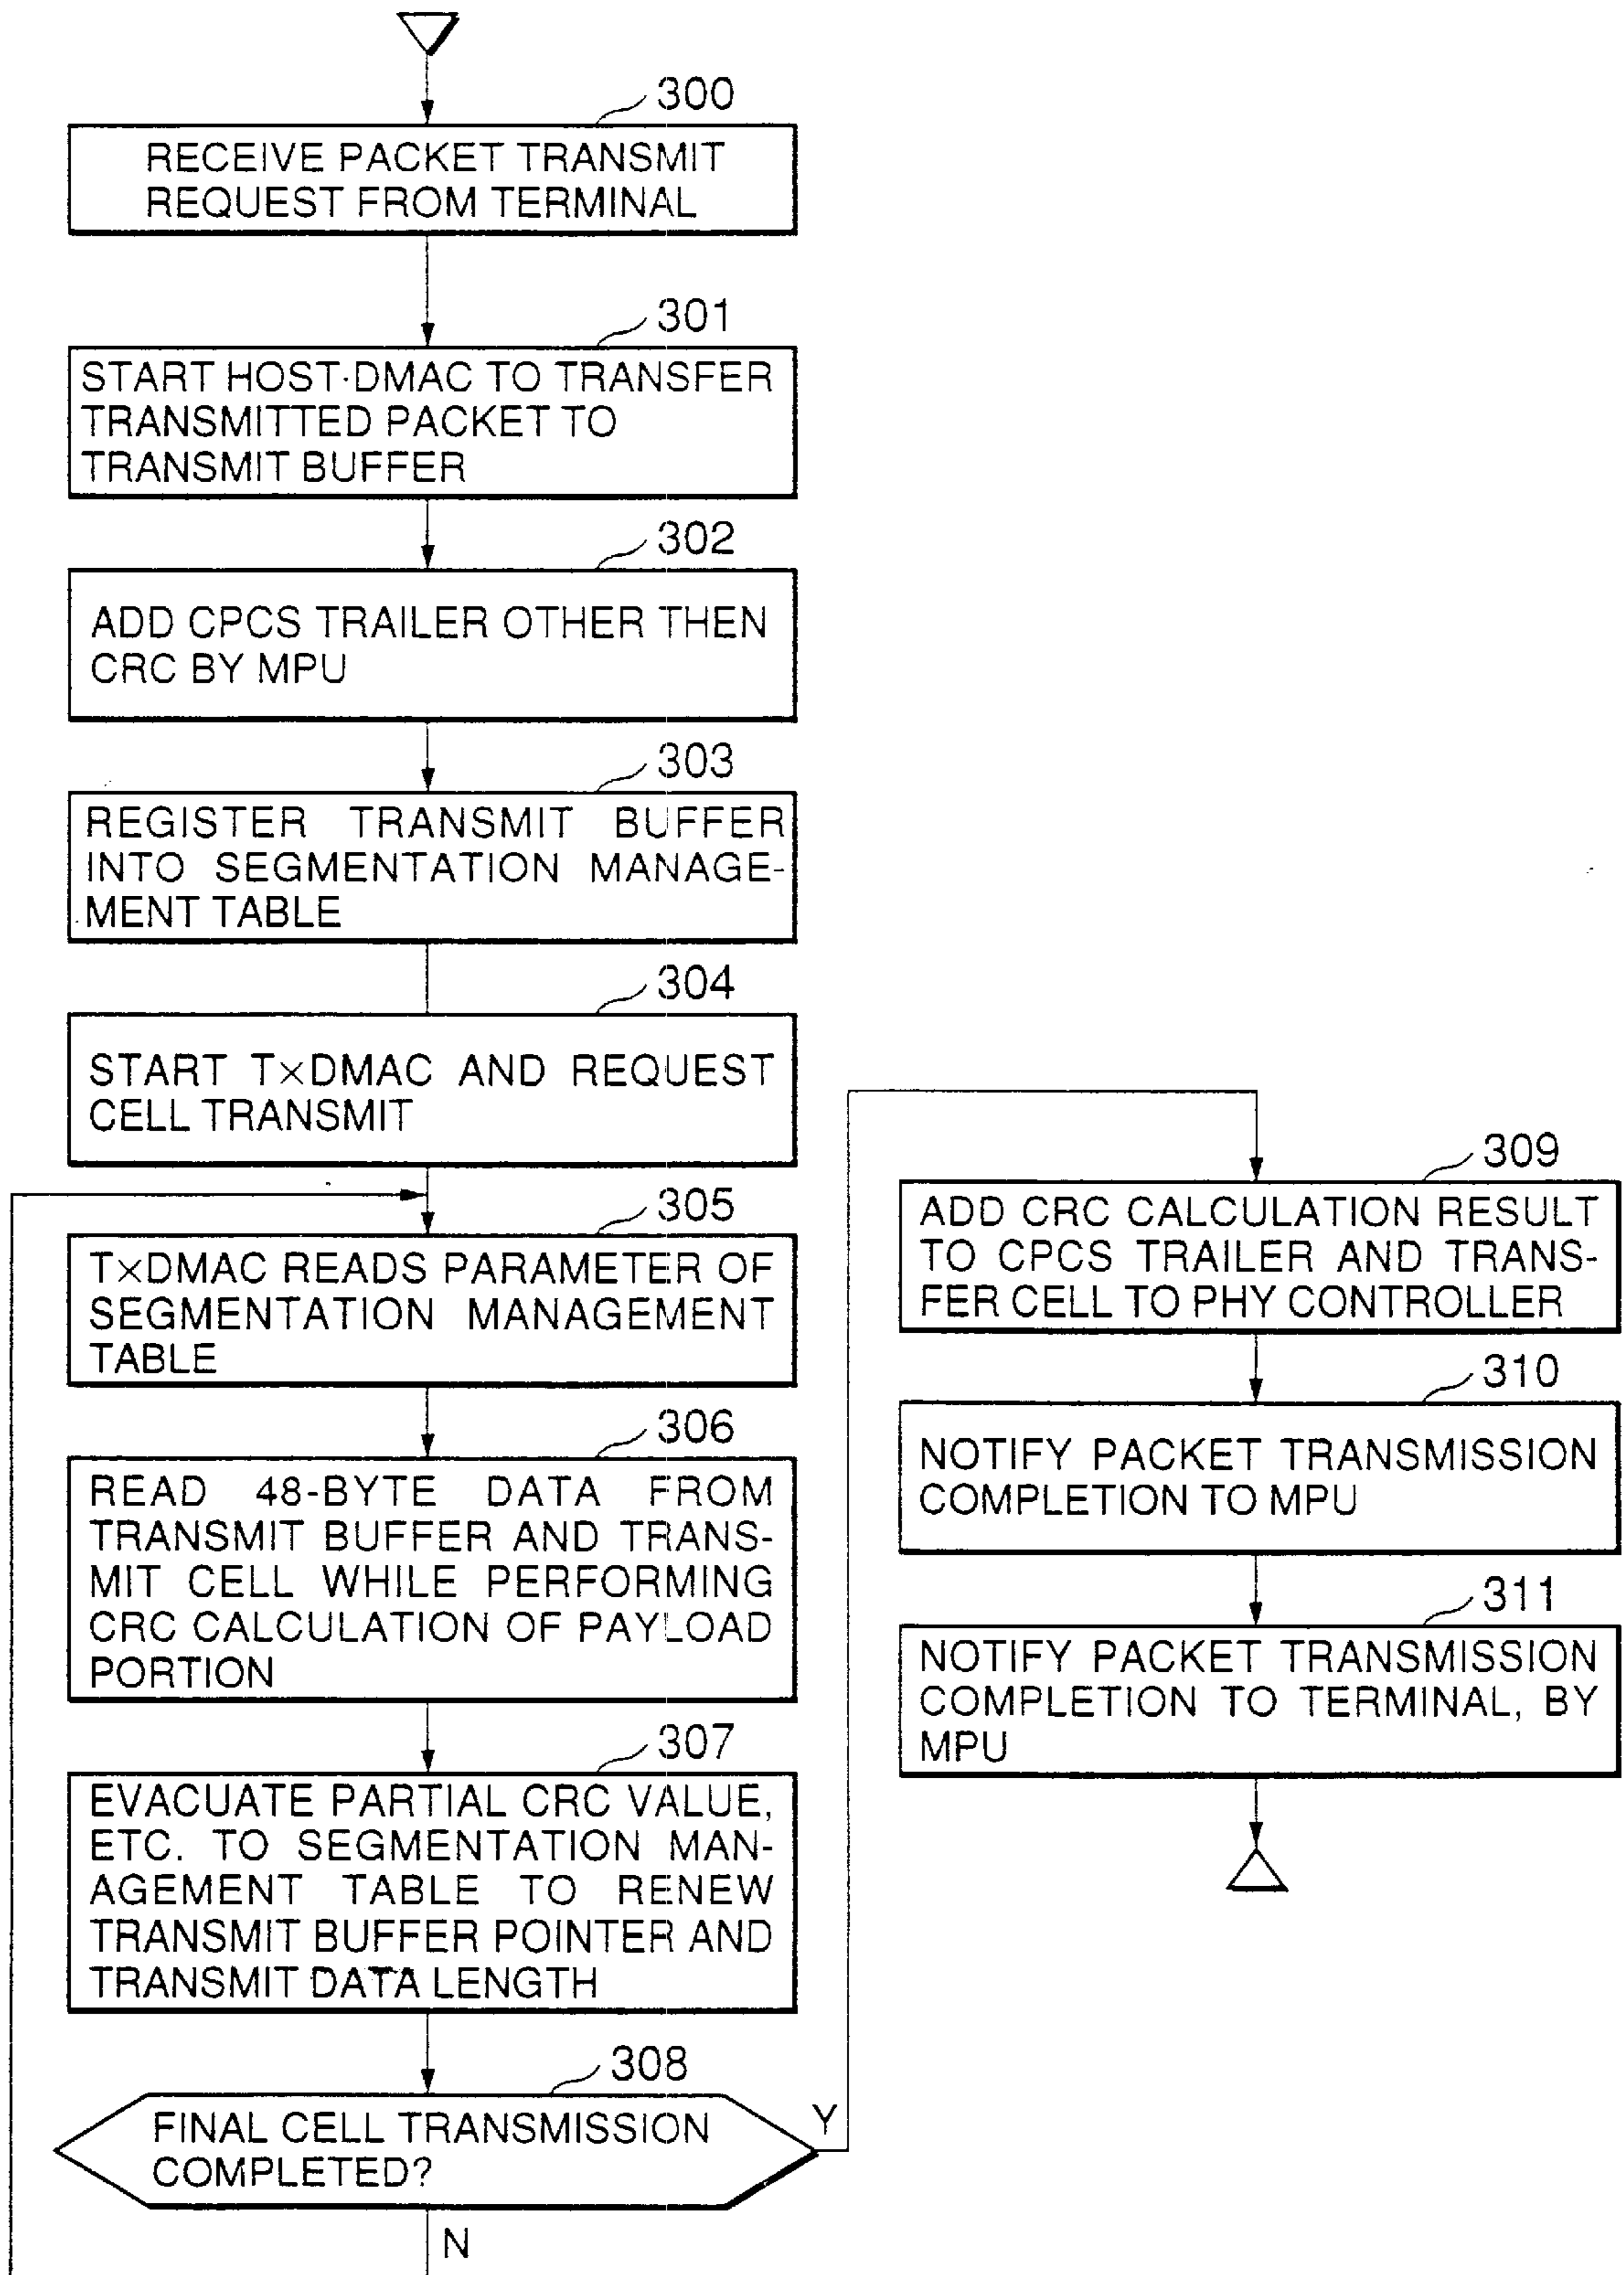 300
RECEIVE PACKET TRANSMIT
REQUEST FROM TERMINAL
301
START HOST·DMAC TO TRANSFER
TRANSMITTED PACKET TO
TRANSMIT BUFFER
302
ADD CPCS TRAILER OTHER THEN
CRC BY MPU
303
REGISTER TRANSMIT BUFFER
INTO SEGMENTATION MANAGE-
MENT TABLE
304
START T×DMAC AND REQUEST
CELL TRANSMIT
305
T×DMAC READS PARAMETER OF
SEGMENTATION MANAGEMENT
TABLE
306
READ 48-BYTE DATA FROM
TRANSMIT BUFFER AND TRANS-
MIT CELL WHILE PERFORMING
CRC CALCULATION OF PAYLOAD
PORTION
307
EVACUATE PARTIAL CRC VALUE,
ETC. TO SEGMENTATION MAN-
AGEMENT TABLE TO RENEW
TRANSMIT BUFFER POINTER AND
TRANSMIT DATA LENGTH
308
FINAL CELL TRANSMISSION
COMPLETED?
Y
N
309
ADD CRC CALCULATION RESULT
TO CPCS TRAILER AND TRANS-
FER CELL TO PHY CONTROLLER
310
NOTIFY PACKET TRANSMISSION
COMPLETION TO MPU
311
NOTIFY PACKET TRANSMISSION
COMPLETION TO TERMINAL, BY
MPU